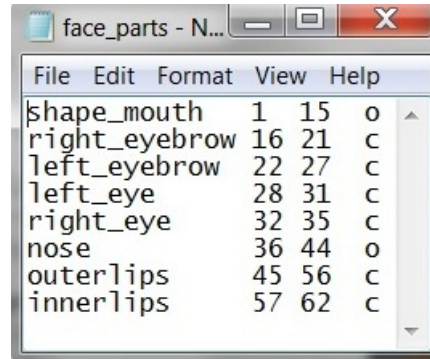 face_parts - N...
File Edit Format View Help
shape_mouth 1 15 o
right_eyebrow 16 21 c
left_eyebrow 22 27 c
left_eye 28 31 c
right_eye 32 35 c
nose 36 44 o
outerlips 45 56 c
innerlips 57 62 c